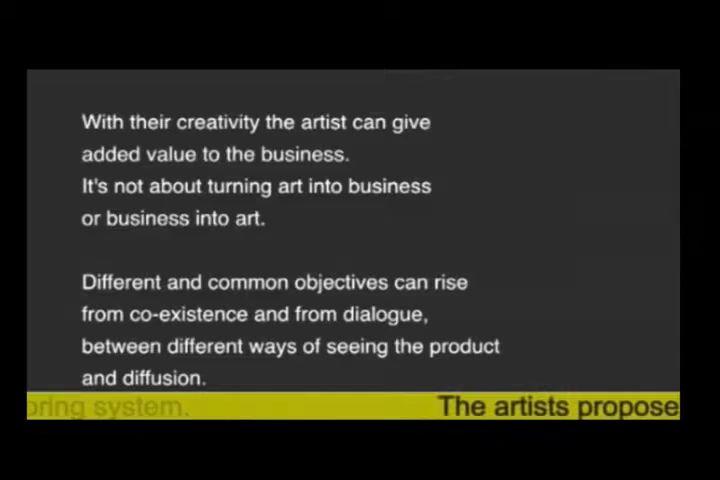 With their creativity the artist can give
added value to the business.
It's not about turning art into business
or business into art.
Different and common objectives can rise
from co-existence and from dialogue,
between different ways of seeing the product
and diffusion.
oring system. The artists propose